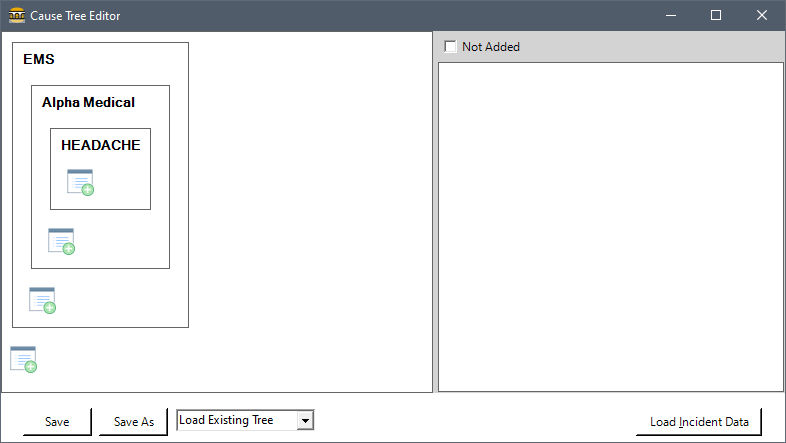 Cause Tree Editor
EMS
Alpha Medical
HEADACHE
Not Added
Save
Save As
Load Existing Tree
Load Incident Data